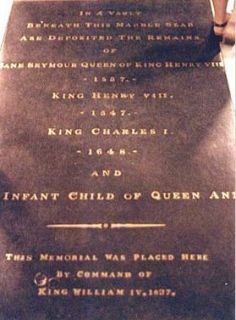 IN A VAULT
BENEATH THIS MARBLE SLAB
ARE DEPOSITED THE REMAINS
OF
JANE SEYMOUR QUEEN OF KING HENRY VIII
- 1537 -
KING HENRY VIII.
- 1547 -
KING CHARLES I.
- 1648 -
AND
INFANT CHILD OF QUEEN ANN
THIS MEMORIAL WAS PLACED HERE
BY COMMAND OF
KING WILLIAM IV. 1837.